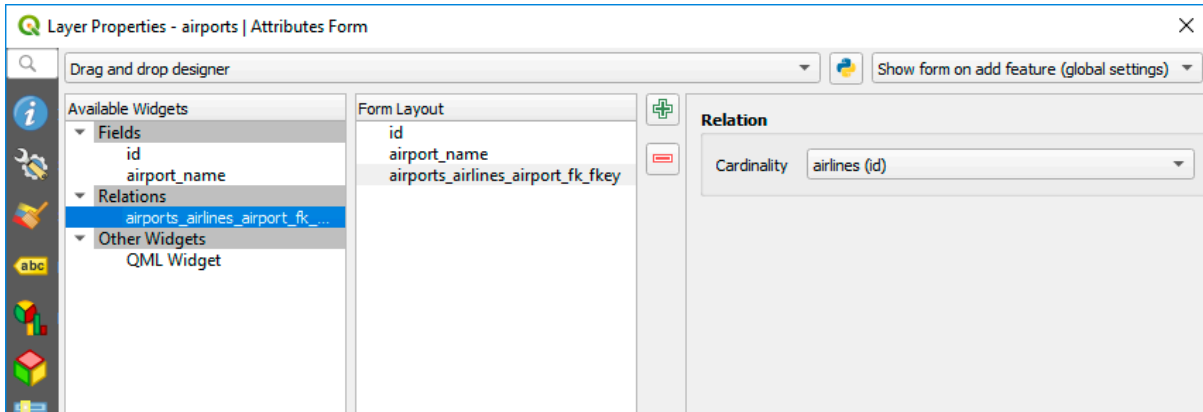 Layer Properties - airports | Attributes Form
Drag and drop designer
Show form on add feature (global settings)
Available Widgets
Fields
id
airport_name
Relations
airports_airlines_airport_fk_...
Other Widgets
QML Widget
Form Layout
id
airport_name
airports_airlines_airport_fk_fkey
Relation
Cardinality airlines (id)
abc